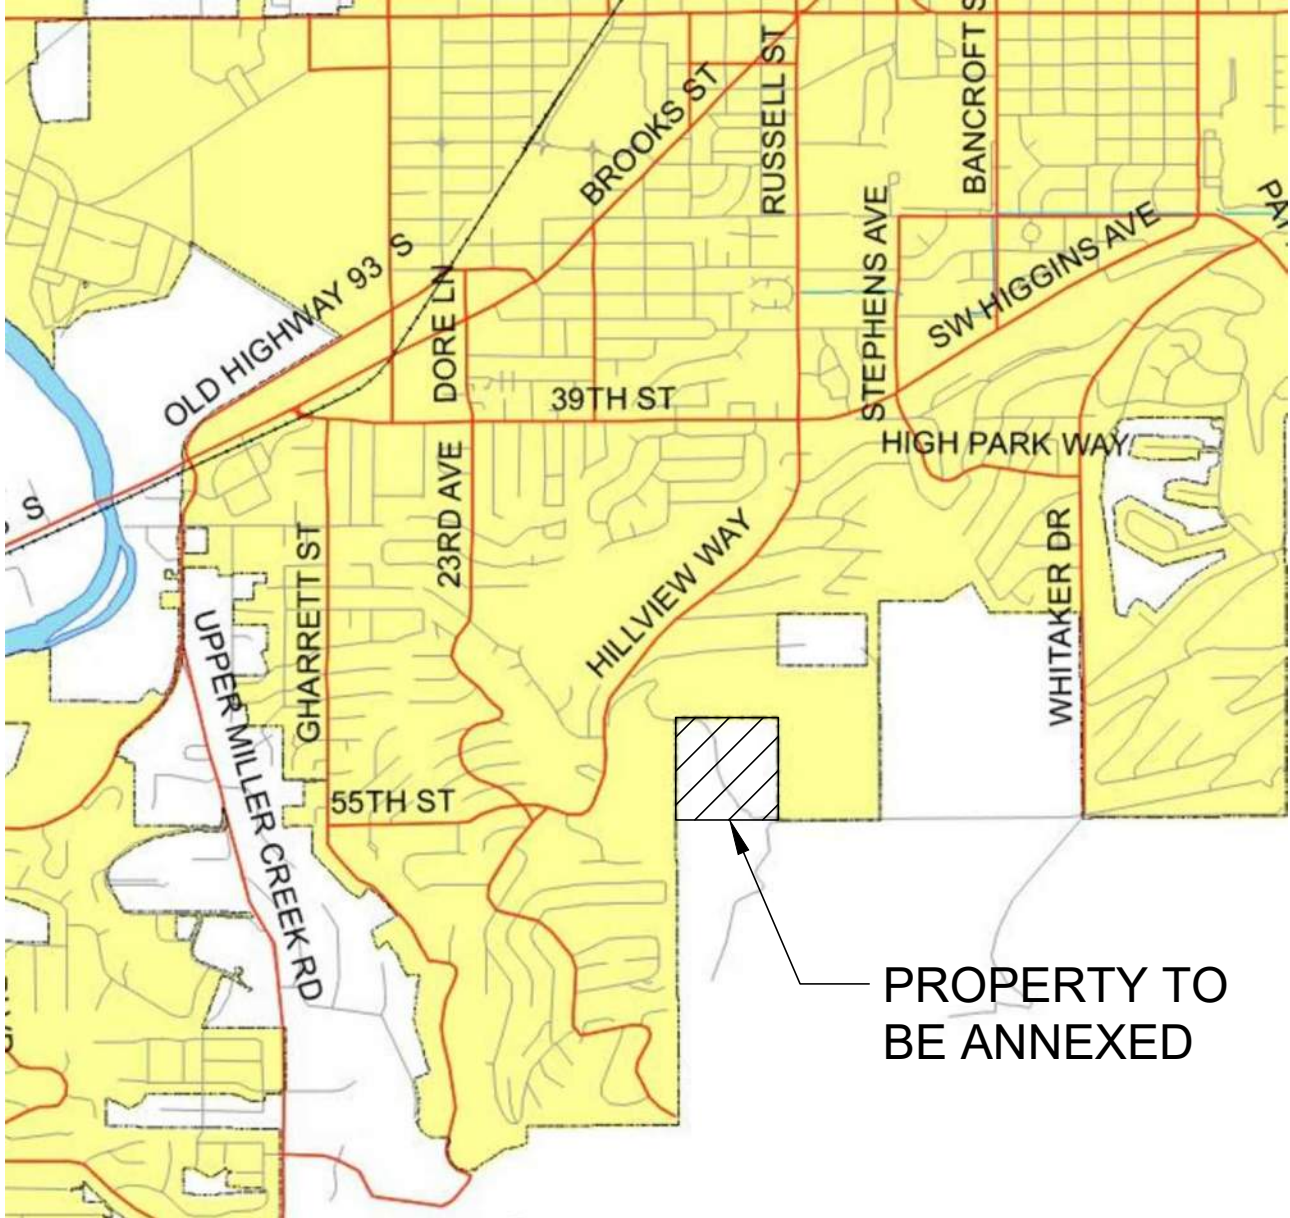 BANCROFT S
RUSSELL ST
BROOKS ST
STEPHENS AVE
SW HIGGINS AVE
OLD HIGHWAY 93 S
DORE LN
39TH ST
HIGH PARK WAY
S
23RD AVE
GHARRETT ST
HILLVIEW WAY
WHITAKER DR
UPPER MILLER CREEK RD
55TH ST
PROPERTY TO
BE ANNEXED